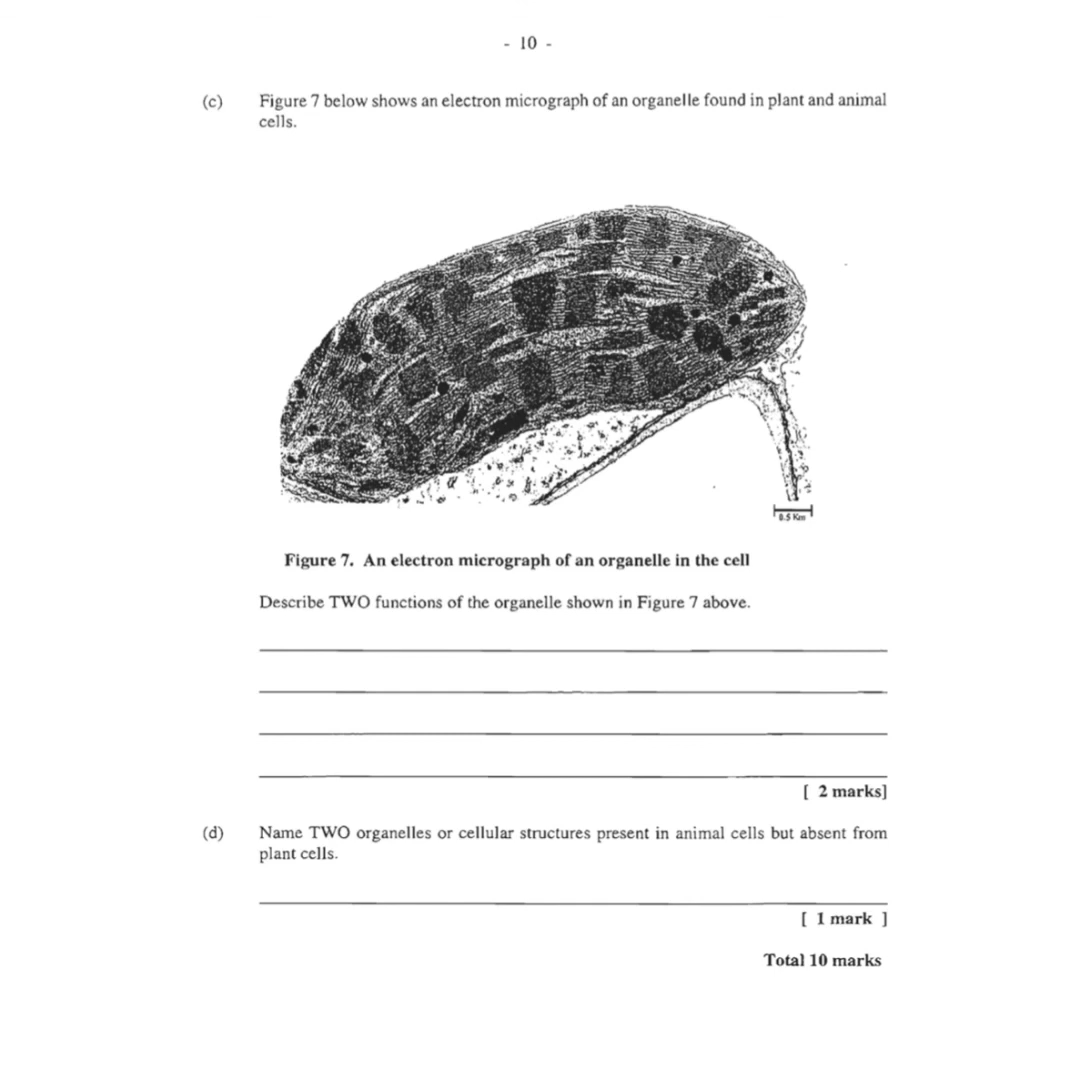 - 10 -
(c) Figure 7 below shows an electron micrograph of an organelle found in plant and animal
cells.
0.5 Km
Figure 7. An electron micrograph of an organelle in the cell
Describe TWO functions of the organelle shown in Figure 7 above.
[ 2 marks]
(d) Name TWO organelles or cellular structures present in animal cells but absent from
plant cells.
[ 1 mark ]
Total 10 marks